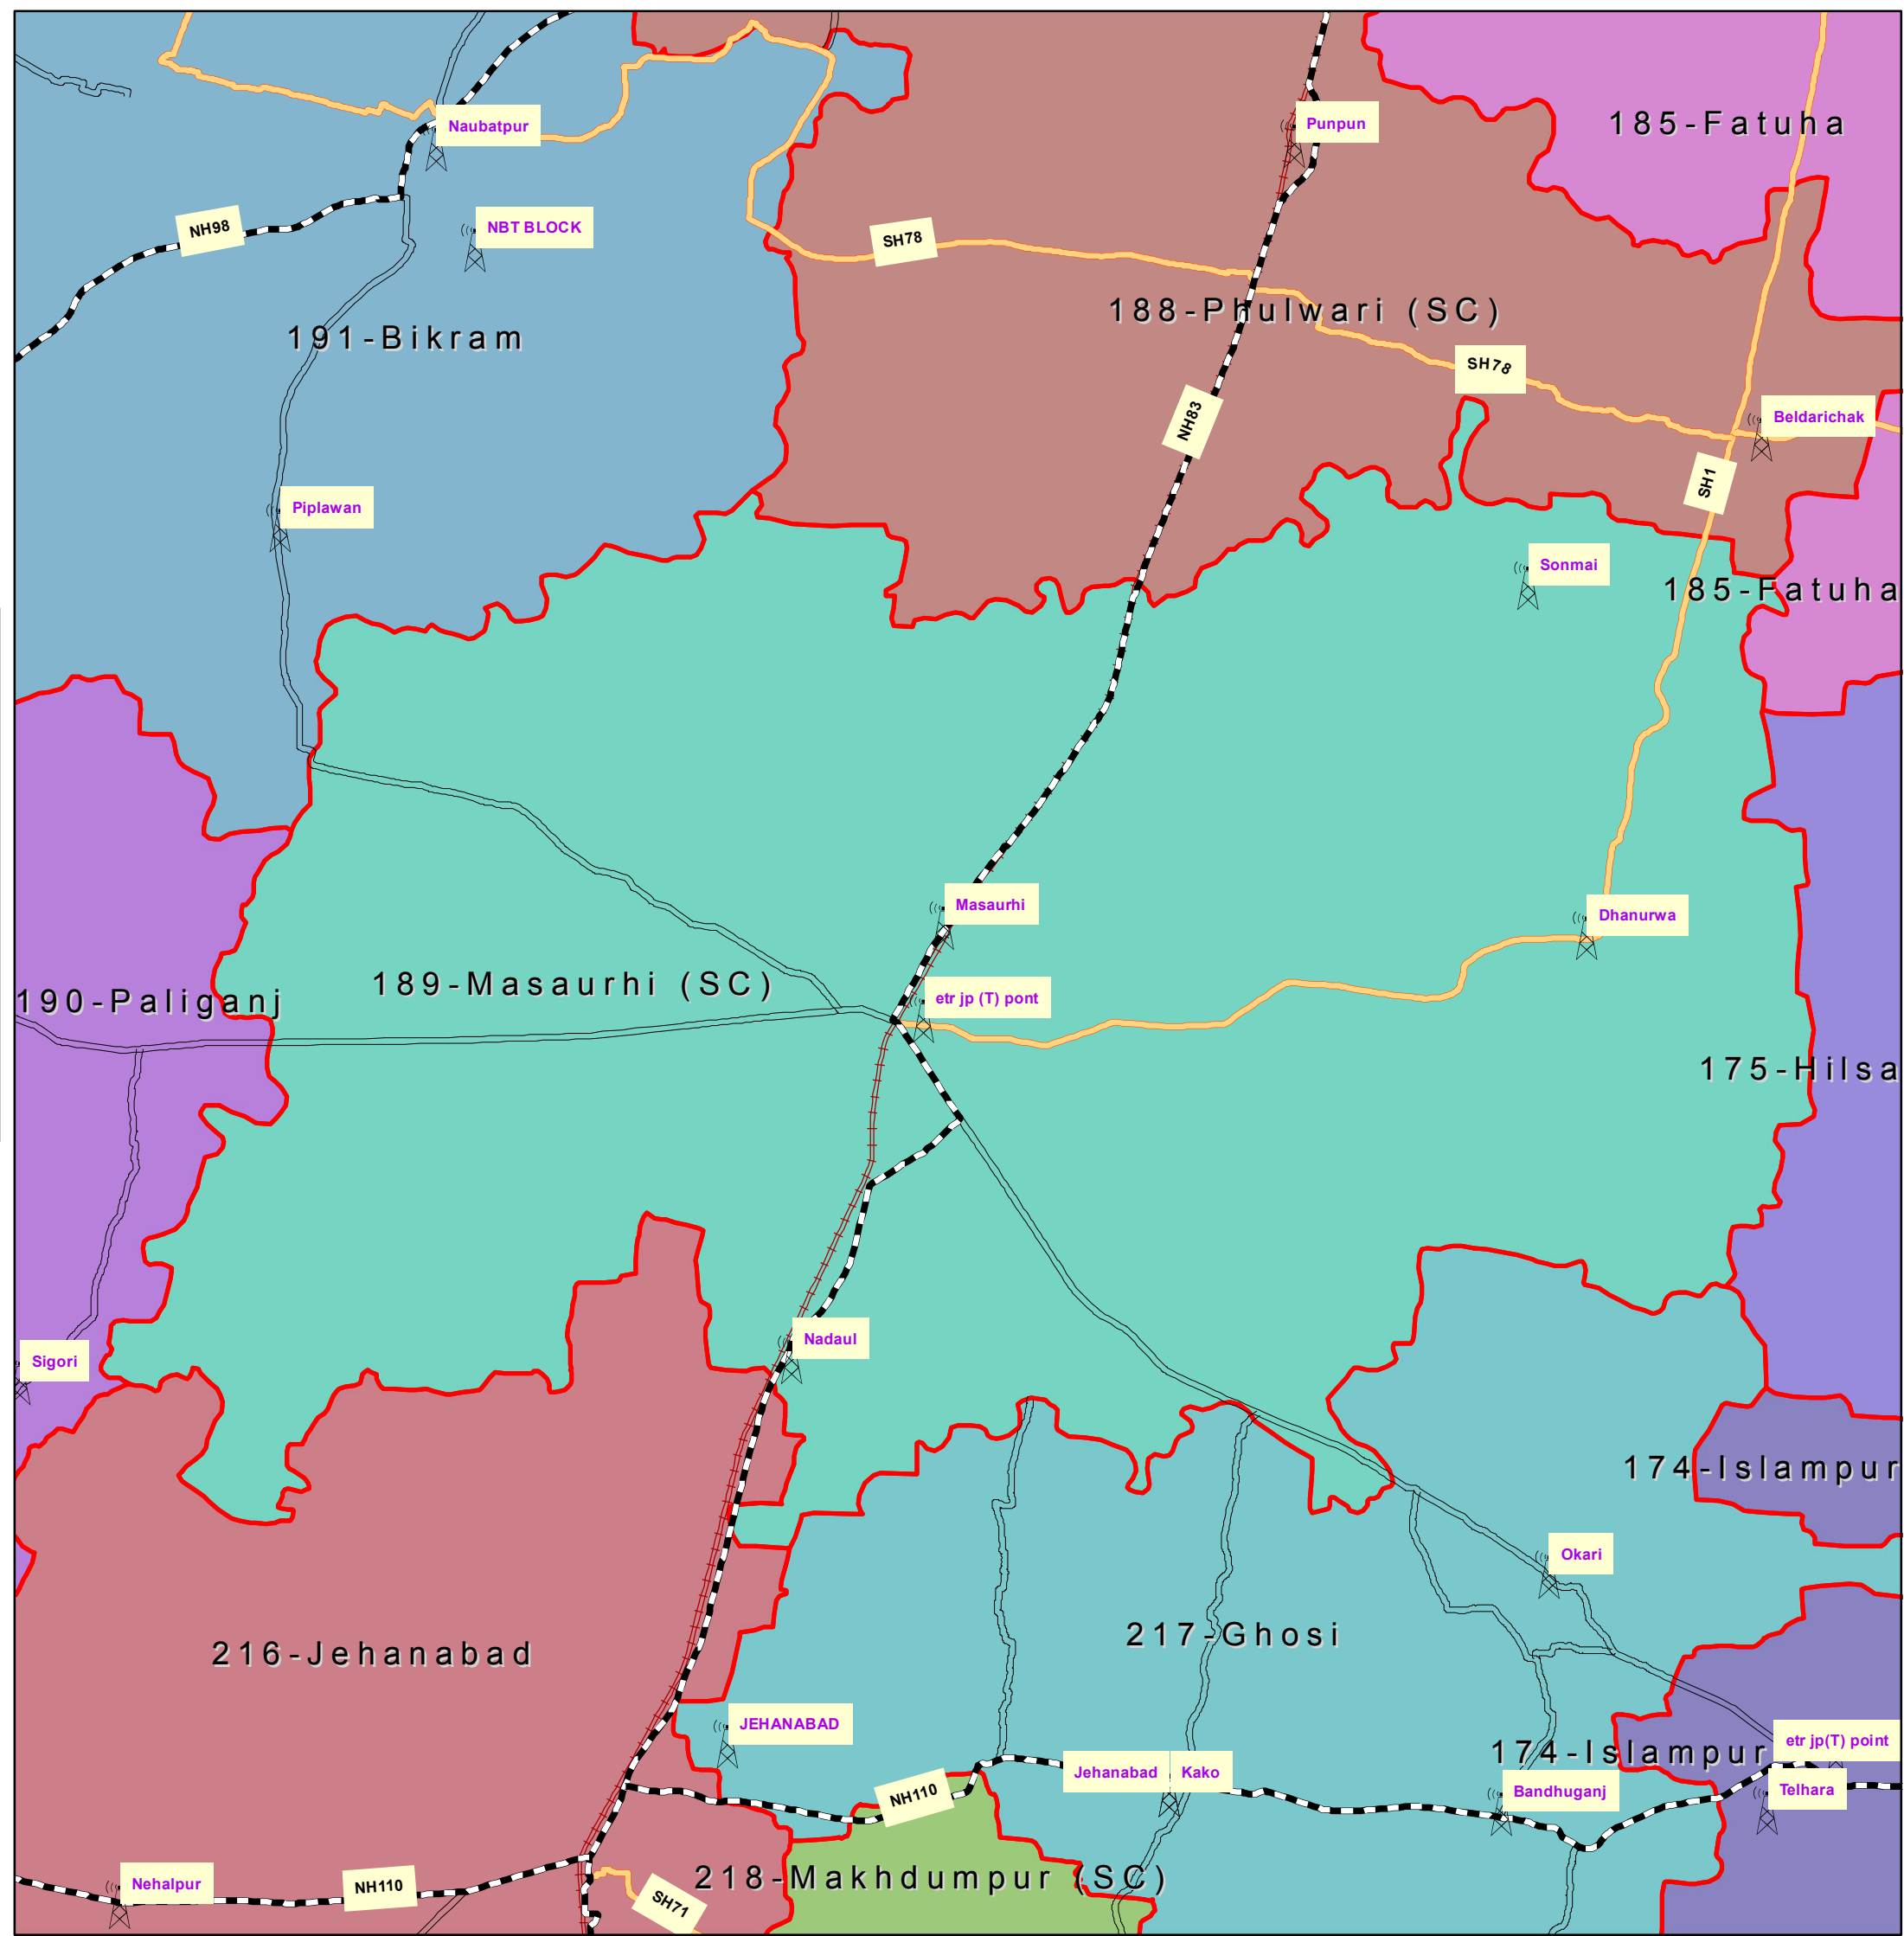 185-Fatuha
Naubatpur
Punpun
NH98
NBT BLOCK
SH78
188-Phulwari (SC)
191-Bikram
SH78
NH83
Beldarichak
SH1
Piplawan
Sonmai
185-Fatuha
Masaurhi
Dhanurwa
189-Masaurhi (SC)
190-Paliganj
etr jp (T) pont
175-Hilsa
Nadaul
Sigori
174-Islampur
Okari
217-Ghosi
216-Jehanabad
JEHANABAD
etr jp(T) point
174-Islampur
Jehanabad
Kako
NH110
Bandhuganj
Telhara
218-Makhdumpur (SC)
Nehalpur
NH110
SH71